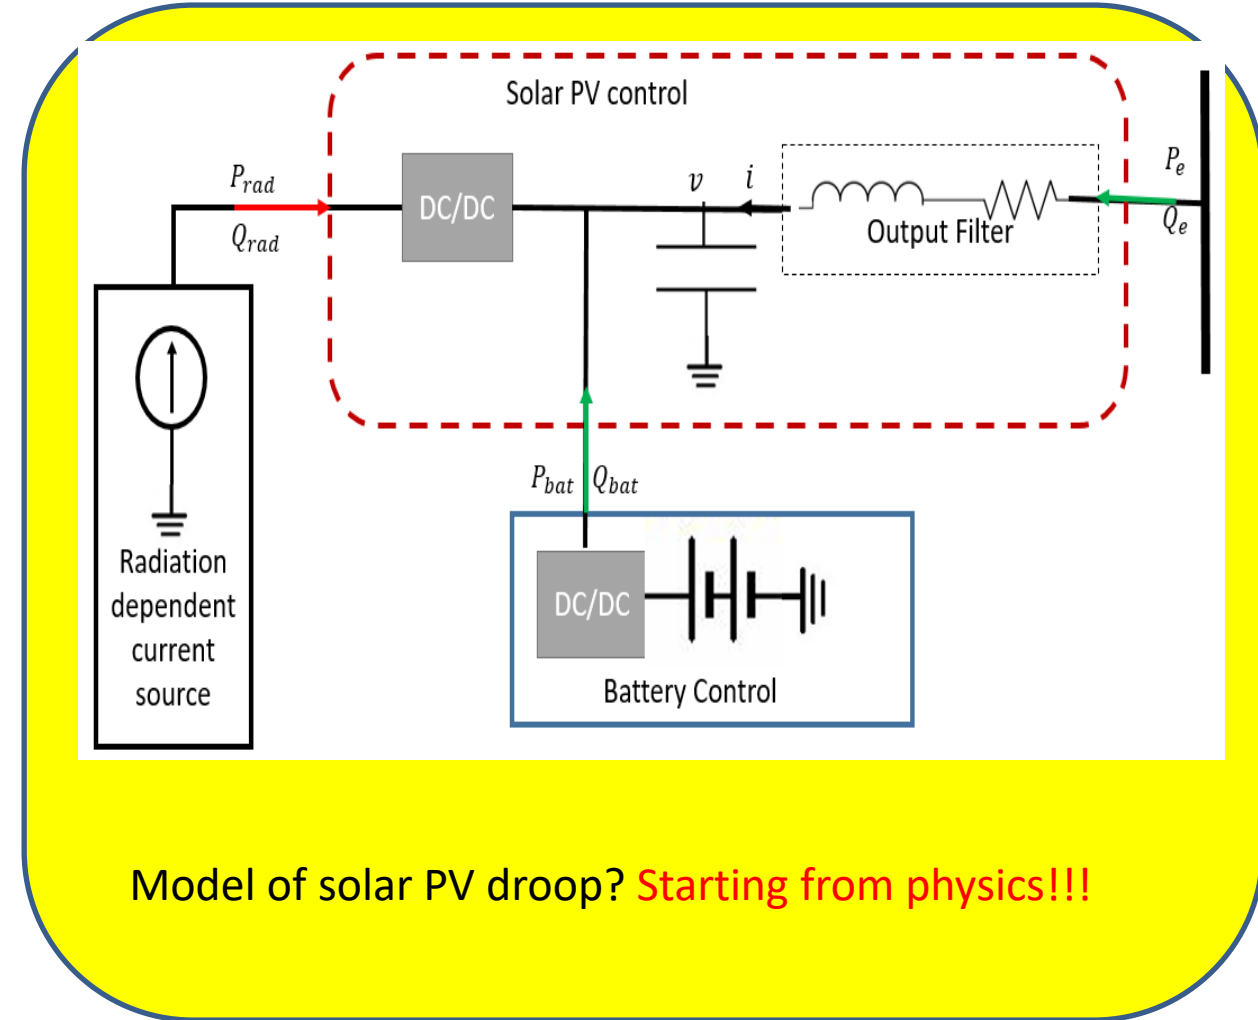 Solar PV control
P_rad
Q_rad
DC/DC
v
i
Output Filter
P_e
Q_e
P_bat Q_bat
Radiation
dependent
current
source
DC/DC
Battery Control
Model of solar PV droop? Starting from physics!!!